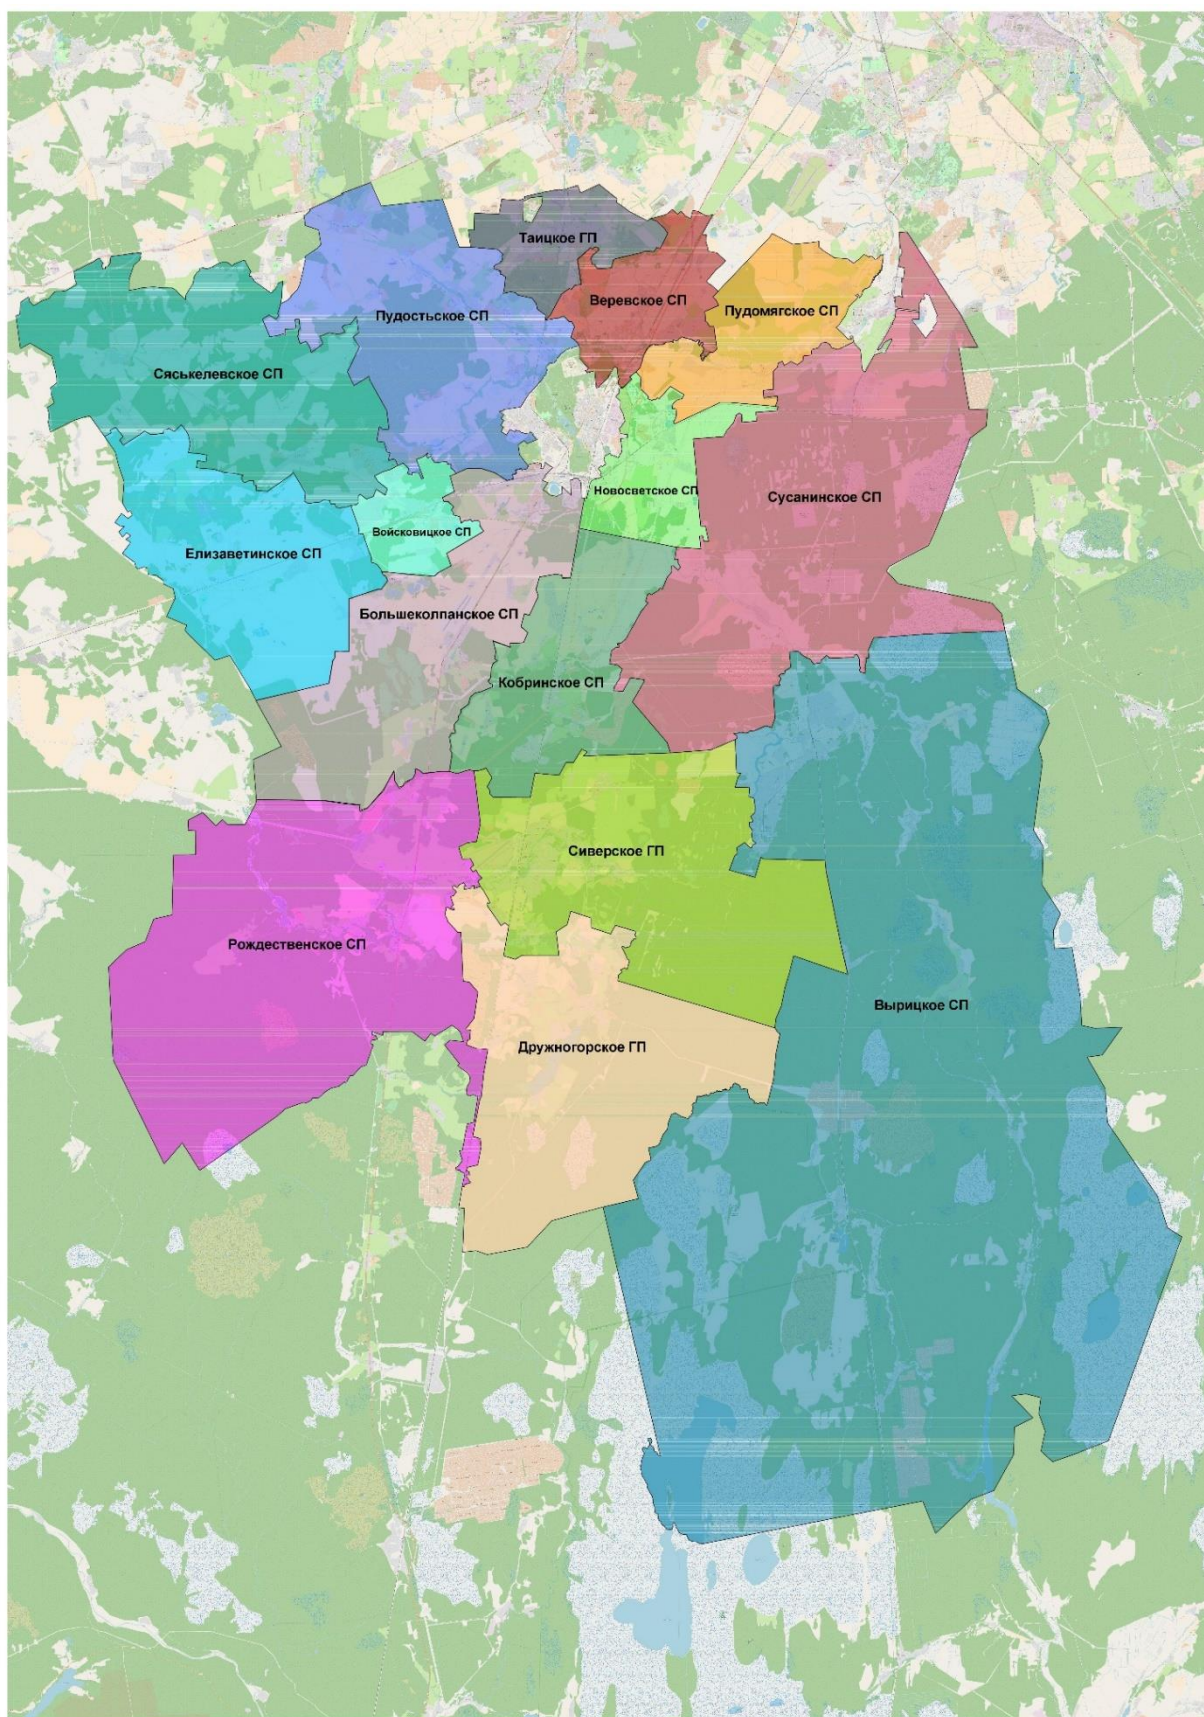 Таицкое ГП
Веревское СП
Пудомягское СП
Пудостьское СП
Сяськелевское СП
Новосветское СП
Сусанинское СП
Войсковицкое СП
Елизаветинское СП
Большеколпанское СП
Кобринское СП
Сиверское ГП
Рождественское СП
Вырицкое СП
Дружногорское ГП